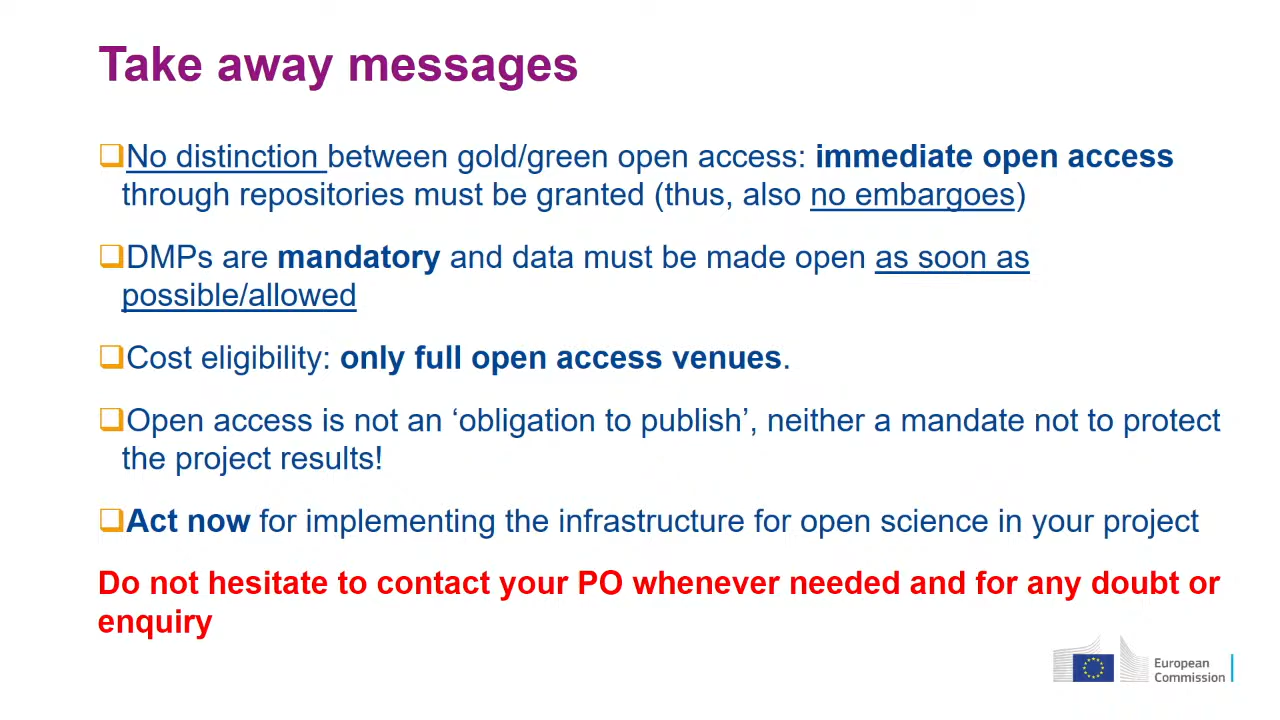 Take away messages
❑No distinction between gold/green open access: immediate open access
through repositories must be granted (thus, also no embargoes)
❑DMPs are mandatory and data must be made open as soon as
possible/allowed
❑Cost eligibility: only full open access venues.
❑Open access is not an ‘obligation to publish’, neither a mandate not to protect
the project results!
❑Act now for implementing the infrastructure for open science in your project
Do not hesitate to contact your PO whenever needed and for any doubt or
enquiry
European
Commission